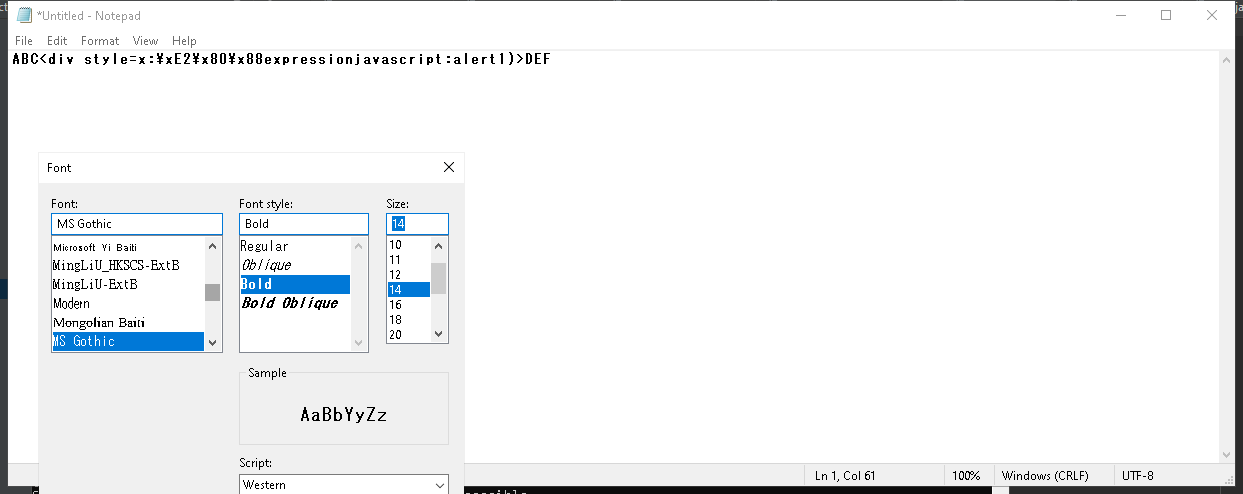 *Untitled - Notepad
File Edit Format View Help
ABC<div style=x:¥xE2¥x80¥x88expressionjavascript:alert1)>DEF
Font
Font: Font style: Size:
MS Gothic Bold 14
Microsoft Yi Baiti Regular 10
MingLiU_HKSCS-ExtB Oblique 11
MingLiU-ExtB Bold 12
Modern Bold Oblique 14
Mongolian Baiti 16
MS Gothic 18
20
Sample
AaBbYyZz
Script:
Western
Ln 1, Col 61 100% Windows (CRLF) UTF-8